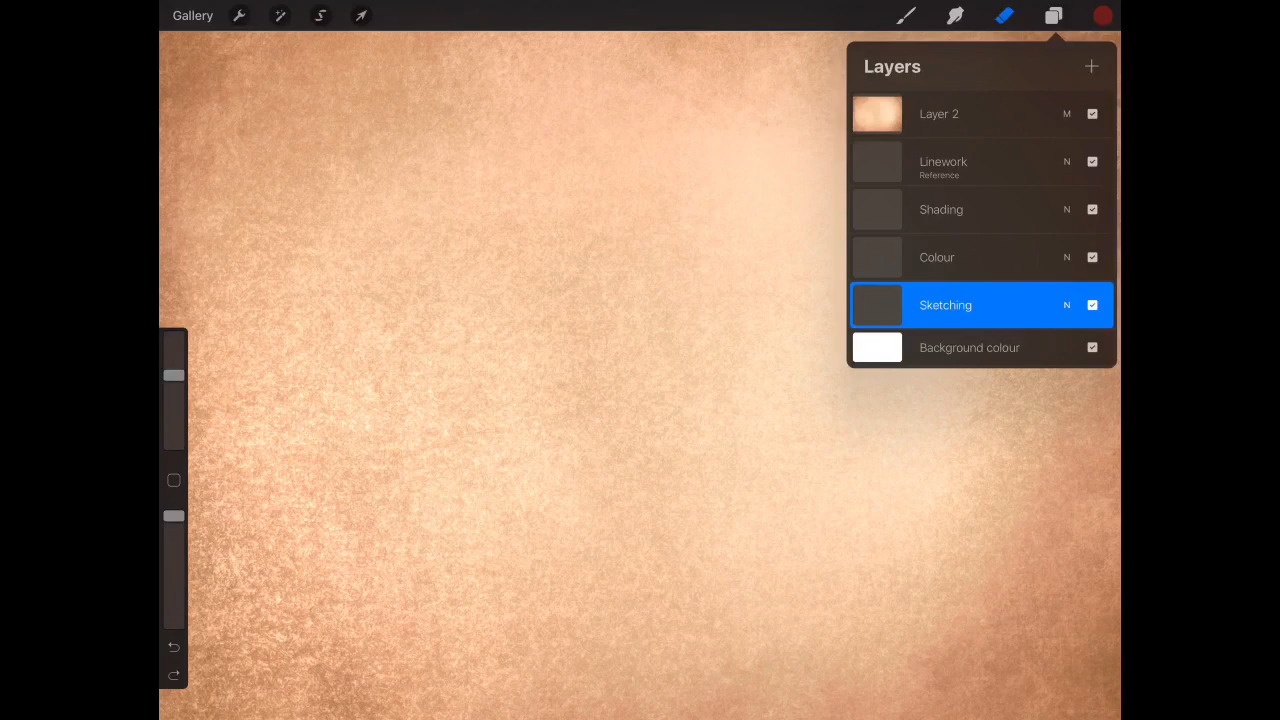 Gallery
Layers
Layer 2 M
Linework N
Reference
Shading N
Colour N
Sketching N
Background colour